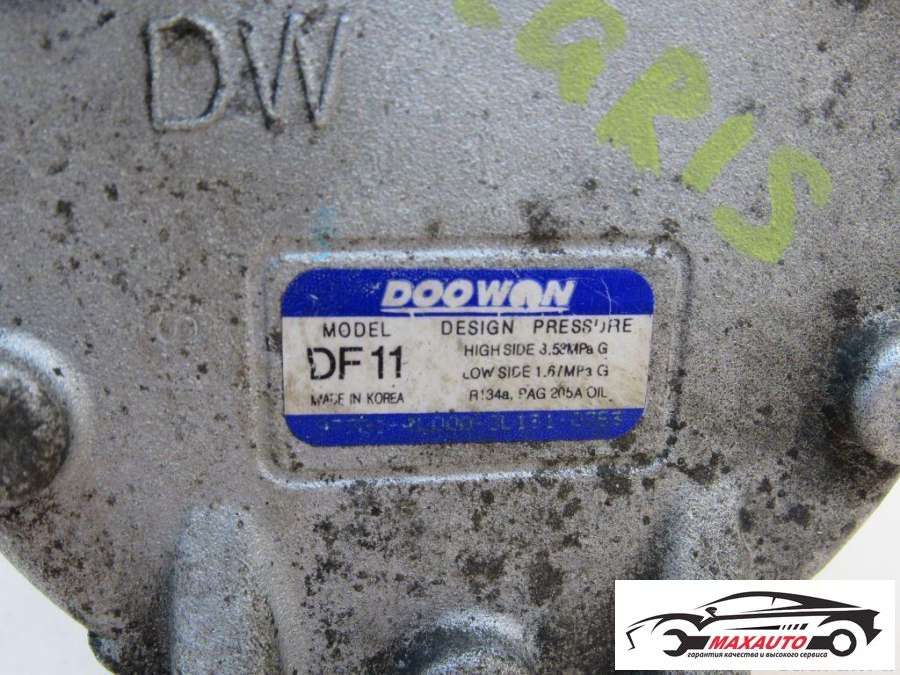 DW
ARIS
DOOWON
MODEL
DF11
MADE IN KOREA
DESIGN PRESSURE
HIGH SIDE 3.53MPa G
LOW SIDE 1.67MPa G
R134a, PAG 205A OIL
MAXAUTO
гарантия качества и высокого сервиса